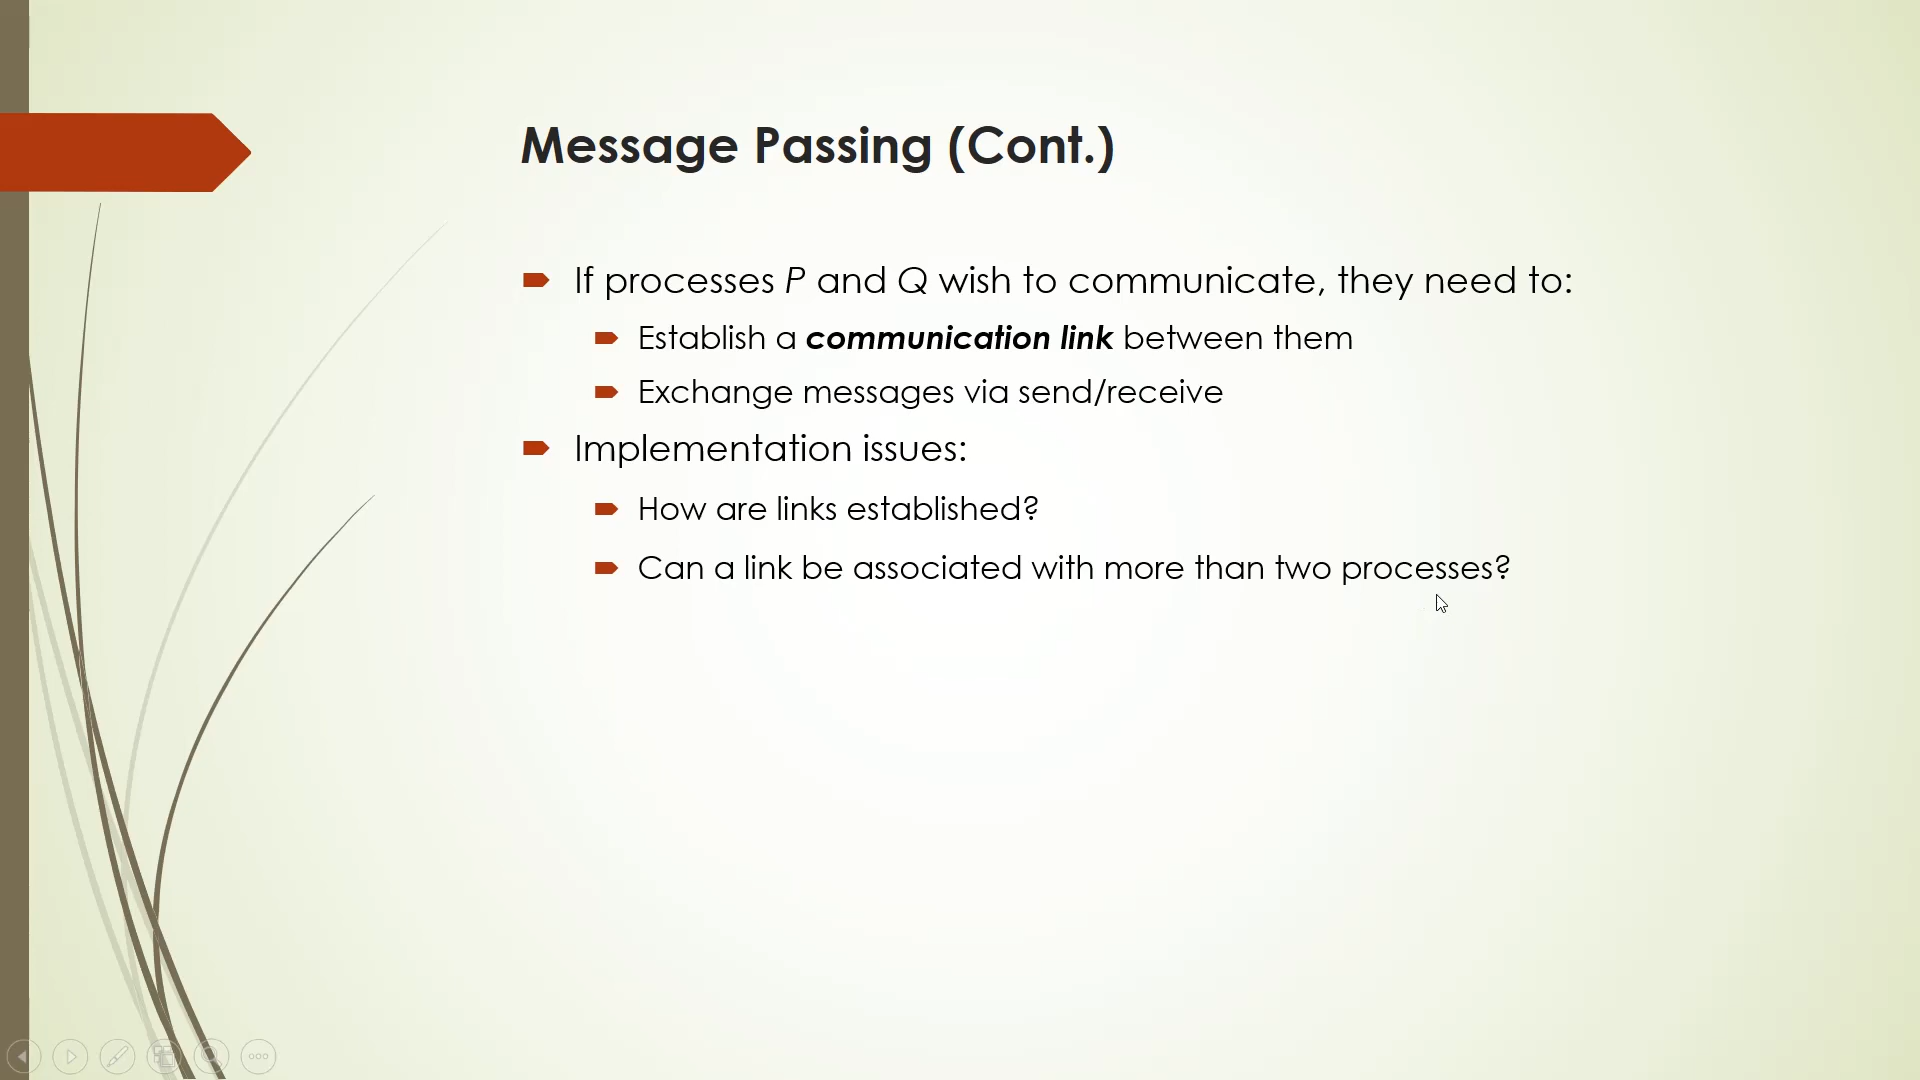 Message Passing (Cont.)
If processes P and Q wish to communicate, they need to:
Establish a communication link between them
Exchange messages via send/receive
Implementation issues:
How are links established?
Can a link be associated with more than two processes?